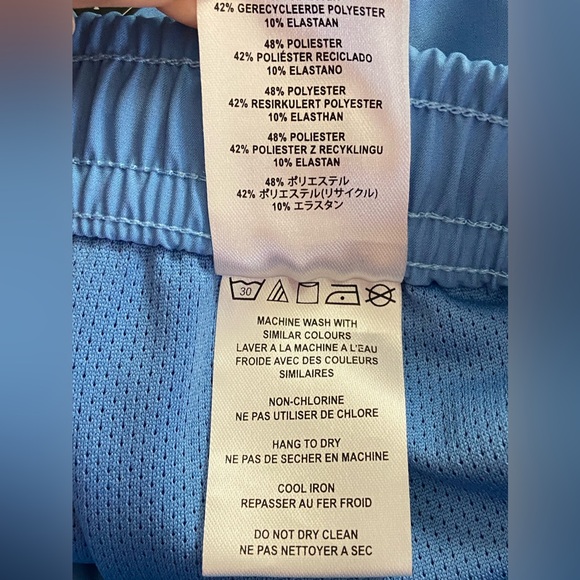 42% GERECYCLEERDE POLYESTER
10% ELASTAAN
48% POLIESTER
42% POLIÉSTER RECICLADO
10% ELASTANO
48% POLYESTER
42% RESIRKULERT POLYESTER
10% ELASTHAN
48% POLIESTER
42% POLIESTER Z RECYKLINGU
10% ELASTAN
48% ポリエステル
42% ポリエステル(リサイクル)
10% エラスタン
30
MACHINE WASH WITH
SIMILAR COLOURS
LAVER A LA MACHINE A L'EAU
FROIDE AVEC DES COULEURS
SIMILAIRES
NON-CHLORINE
NE PAS UTILISER DE CHLORE
HANG TO DRY
NE PAS DE SECHER EN MACHINE
COOL IRON
REPASSER AU FER FROID
DO NOT DRY CLEAN
NE PAS NETTOYER A SEC